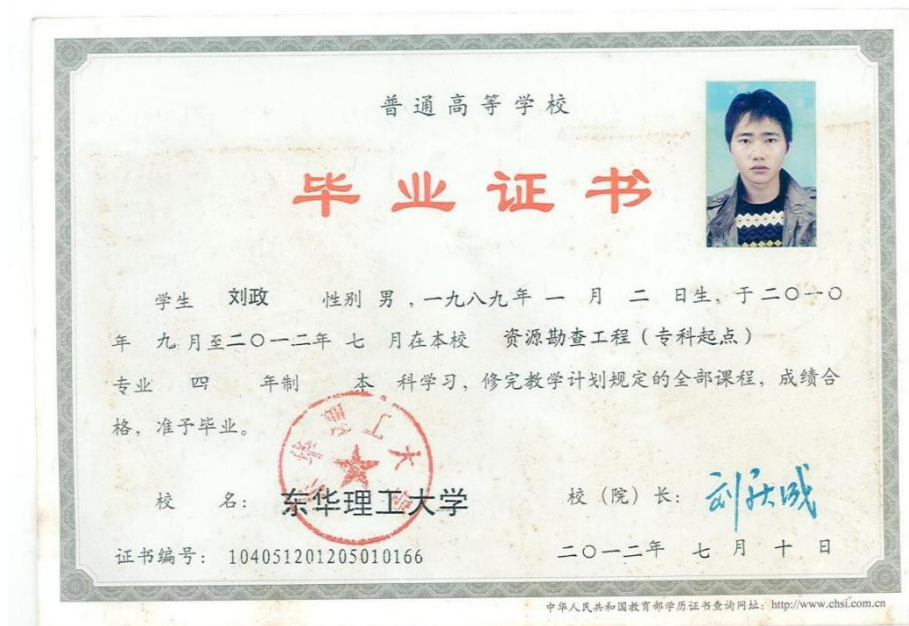 普通高等学校
毕业证书
学生 刘政 性别 男，一九八九年 一 月 二 日生，于二〇一〇
年 九 月至二〇一二年 七 月在本校 资源勘查工程（专科起点）
专业 四 年制 本 科学习，修完教学计划规定的全部课程，成绩合
格，准予毕业。
校 名： 东华理工大学 校（院）长：
证书编号： 104051201205010166 二〇一二年 七 月 十 日
中华人民共和国教育部学历证书查询网址：http://www.chsi.com.cn